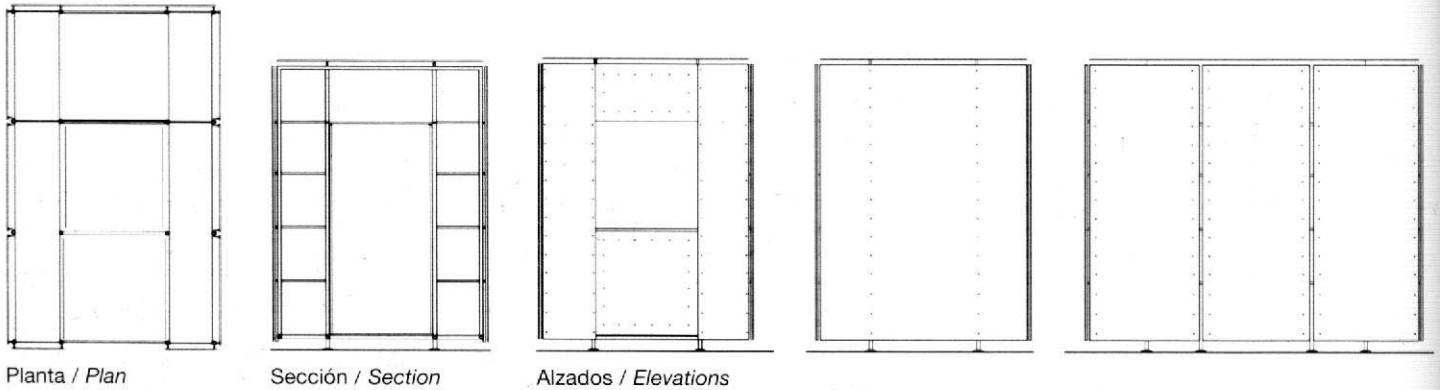 Planta / Plan
Sección / Section
Alzados / Elevations